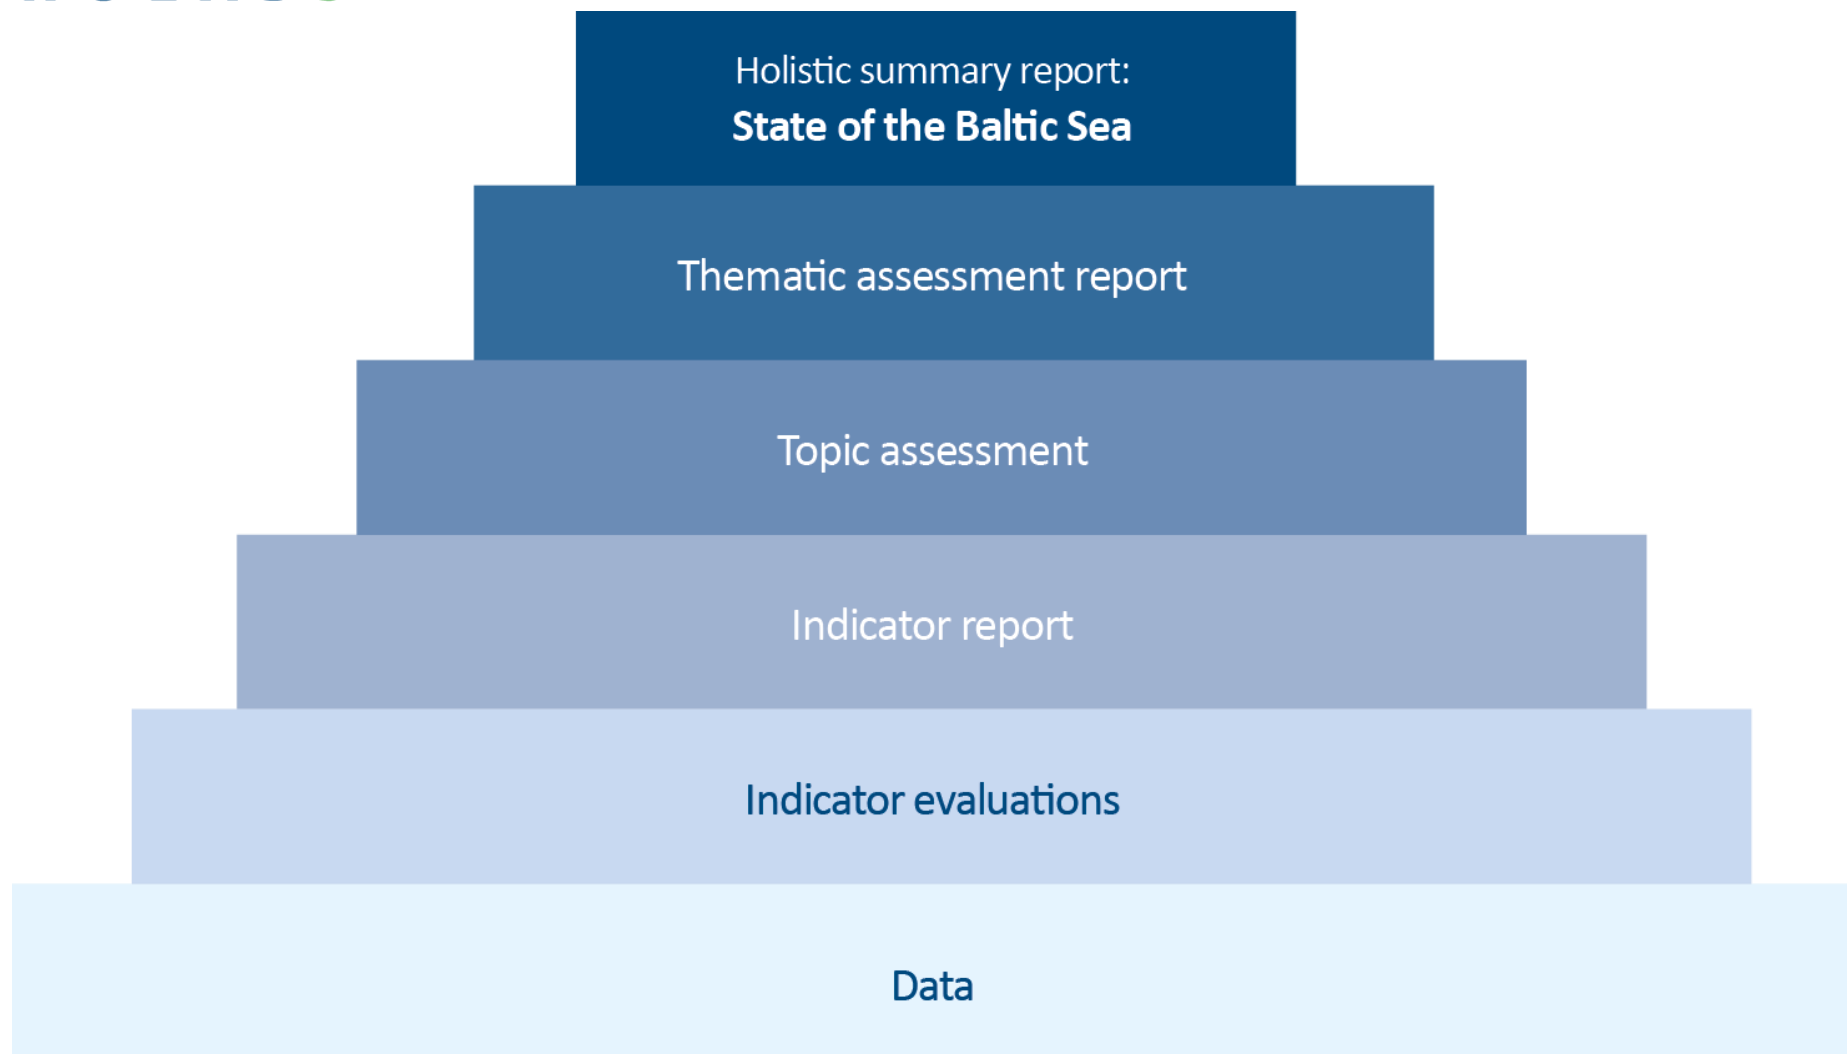 Holistic summary report:
State of the Baltic Sea
Thematic assessment report
Topic assessment
Indicator report
Indicator evaluations
Data